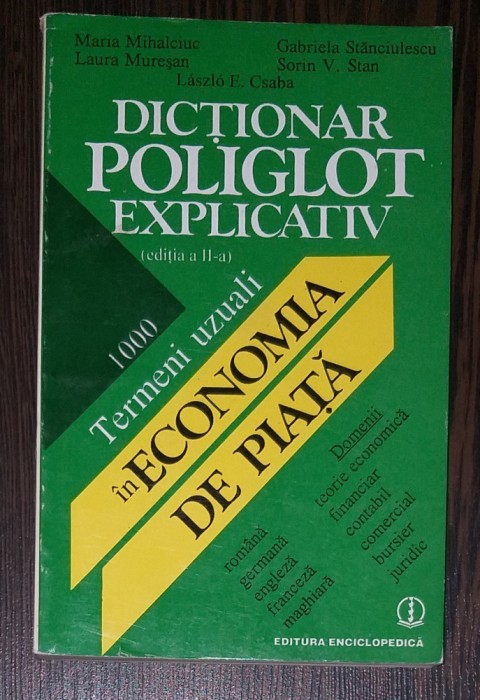 Maria Mihalciuc
Gabriela Stănciulescu
Laura Mureşan
Sorin V. Stan
László E. Csaba
DICŢIONAR
POLIGLOT
EXPLICATIV
(ediţia a II-a)
1000
Termeni uzuali
în ECONOMIA
DE PIAŢĂ
română
germană
engleză
franceză
maghiară
Domenii
teorie economică
financiar
contabil
comercial
bursier
juridic
EDITURA ENCICLOPEDICĂ